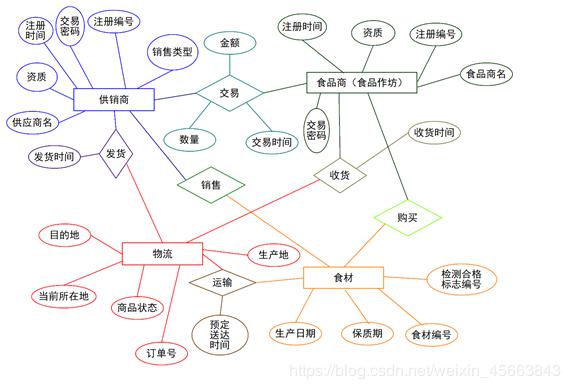 注册
时间
交易
密码
注册编号
销售类型
资质
供应商名
供销商
金额
交易
数量
交易时间
注册时间
资质
注册编号
食品商名
食品商（食品作坊）
交易
密码
收货时间
发货时间
发货
销售
收货
购买
目的地
物流
生产地
当前所在地
商品状态
订单号
运输
预定
送达
时间
食材
检测合格
标志编号
生产日期
保质期
食材编号
https://blog.csdn.net/weixin_45663843